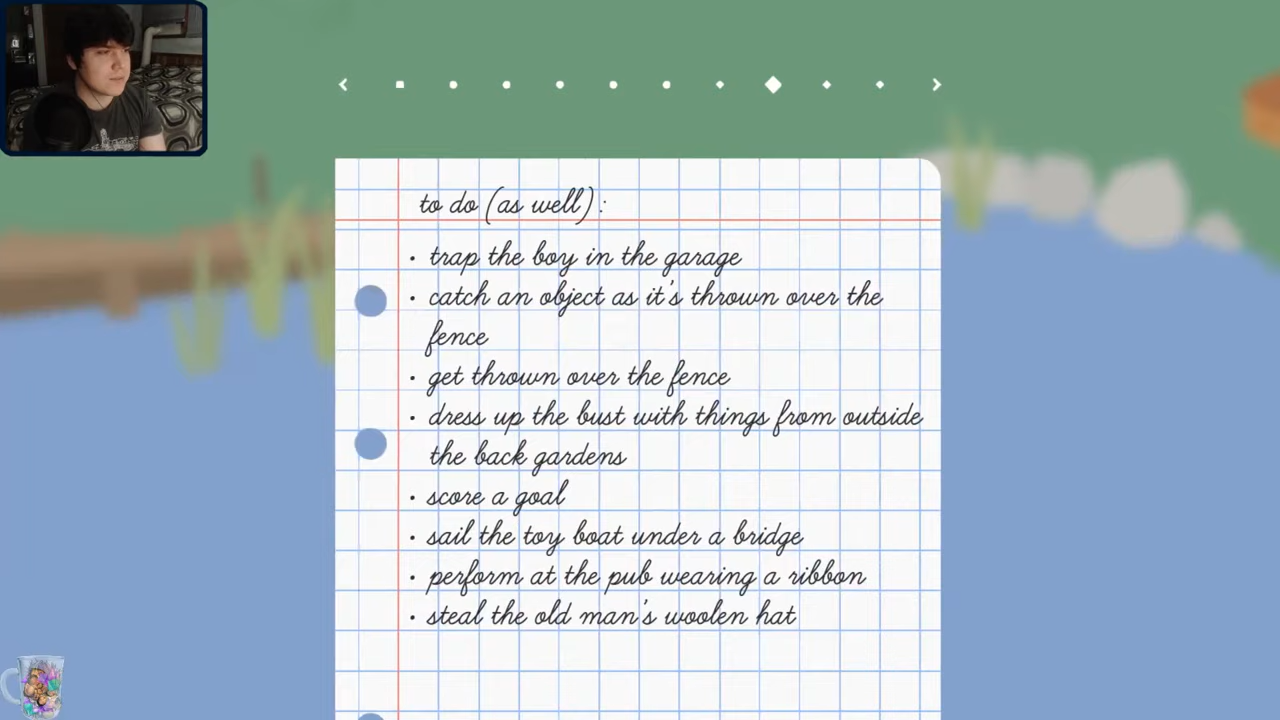 to do (as well):
• trap the boy in the garage
• catch an object as it's thrown over the
fence
• get thrown over the fence
• dress up the bust with things from outside
the back gardens
• score a goal
• sail the toy boat under a bridge
• perform at the pub wearing a ribbon
• steal the old man's woolen hat